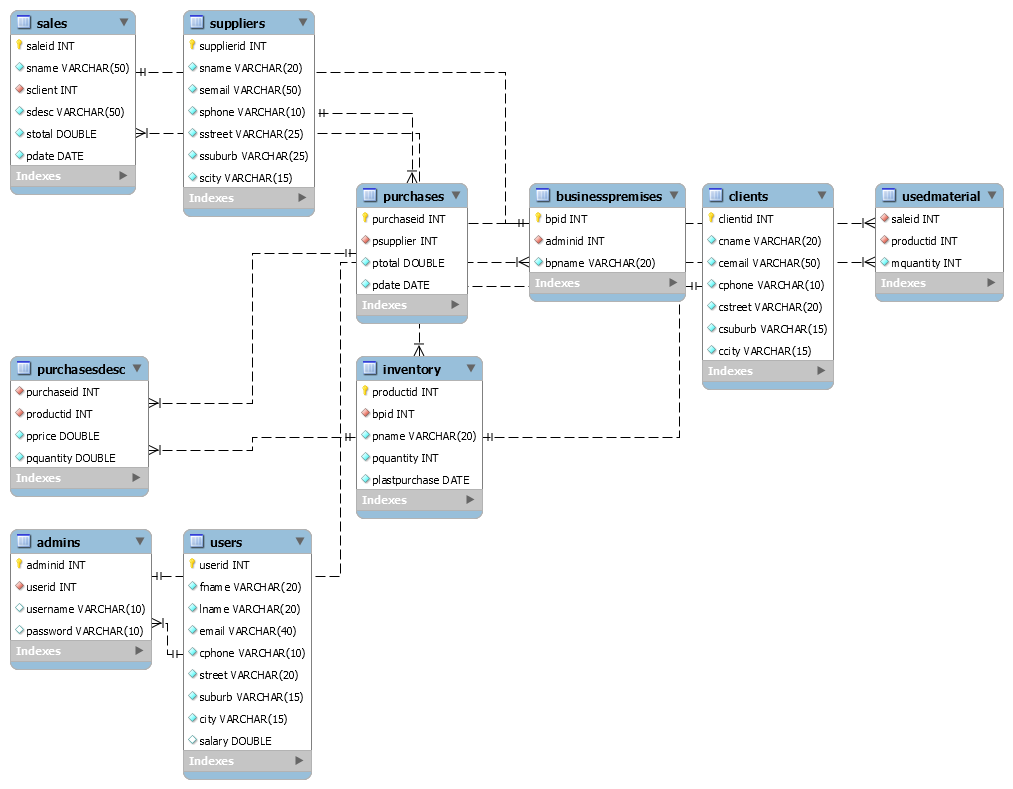 sales
saleid INT
sname VARCHAR(50)
sclient INT
sdesc VARCHAR(50)
stotal DOUBLE
pdate DATE
Indexes
suppliers
supplierid INT
sname VARCHAR(20)
semail VARCHAR(50)
sphone VARCHAR(10)
sstreet VARCHAR(25)
ssuburb VARCHAR(25)
scity VARCHAR(15)
Indexes
purchases
purchaseid INT
psupplier INT
ptotal DOUBLE
pdate DATE
Indexes
businesspremises
bpid INT
adminid INT
bpname VARCHAR(20)
Indexes
clients
clientid INT
cname VARCHAR(20)
cemail VARCHAR(50)
cphone VARCHAR(10)
cstreet VARCHAR(20)
csuburb VARCHAR(15)
ccity VARCHAR(15)
Indexes
usedmaterial
saleid INT
productid INT
mquantity INT
Indexes
purchasesdesc
purchaseid INT
productid INT
pprice DOUBLE
pquantity DOUBLE
Indexes
inventory
productid INT
bpid INT
pname VARCHAR(20)
pquantity INT
plastpurchase DATE
Indexes
admins
adminid INT
userid INT
username VARCHAR(10)
password VARCHAR(10)
Indexes
users
userid INT
fname VARCHAR(20)
lname VARCHAR(20)
email VARCHAR(40)
cphone VARCHAR(10)
street VARCHAR(20)
suburb VARCHAR(15)
city VARCHAR(15)
salary DOUBLE
Indexes